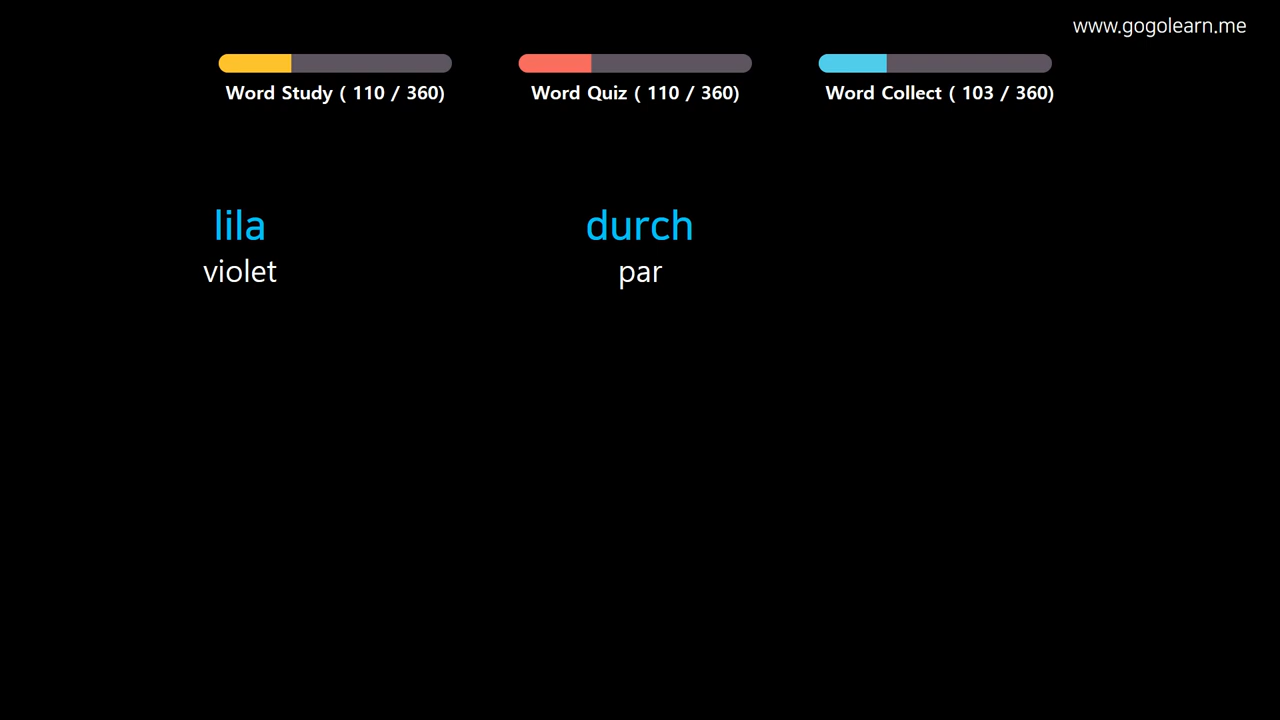 www.gogolearn.me
Word Study ( 110 / 360)
Word Quiz ( 110 / 360)
Word Collect ( 103 / 360)
lila
violet
durch
par